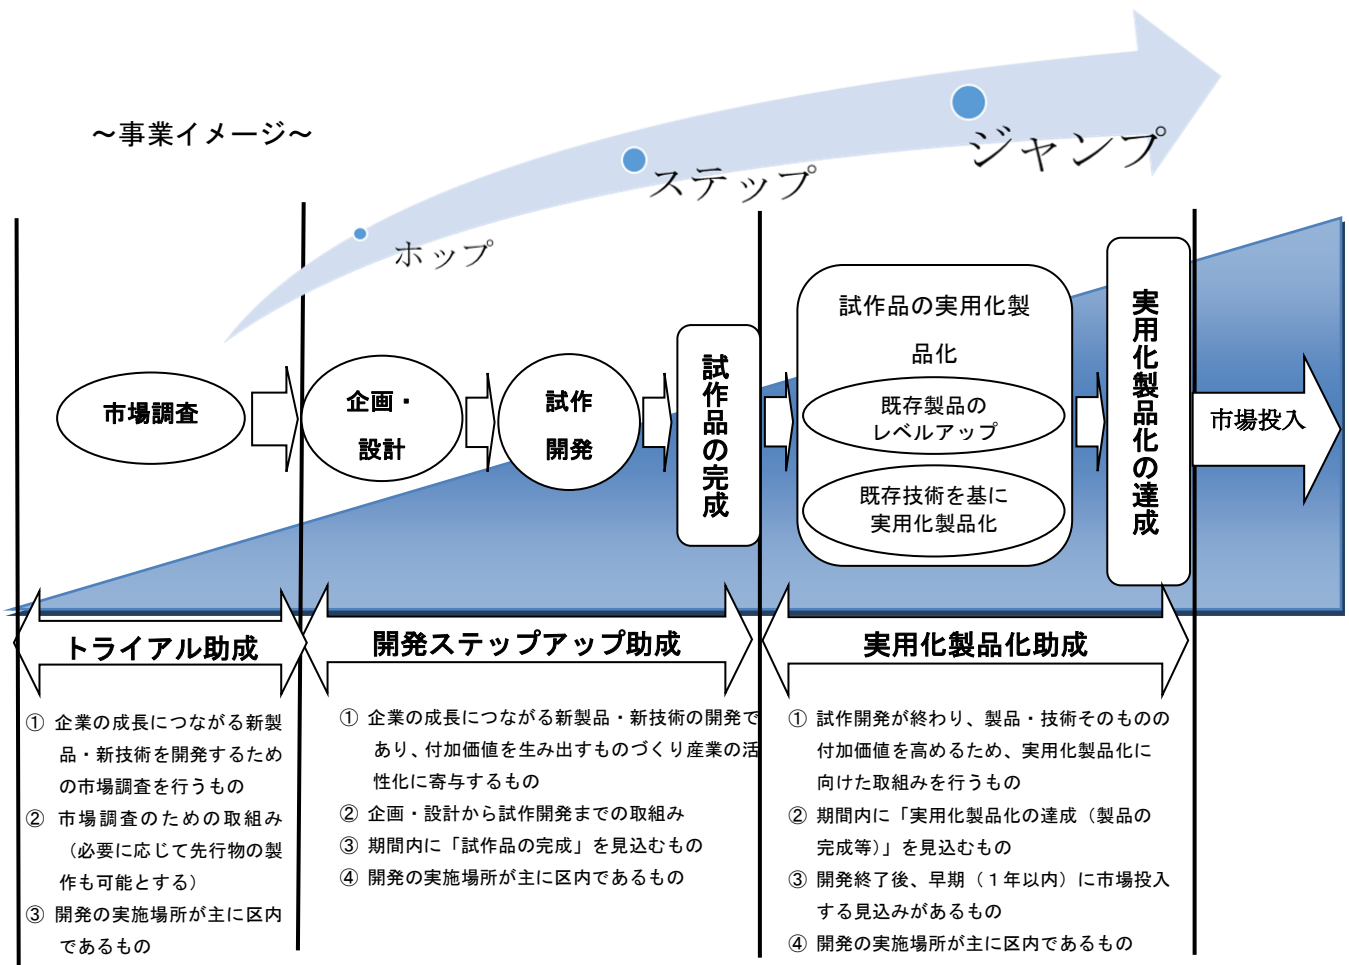 ～事業イメージ～
ホップ
ステップ
ジャンプ
市場調査
企画・
設計
試作
開発
試作品の完成
試作品の実用化製
品化
既存製品の
レベルアップ
既存技術を基に
実用化製品化
実用化製品化の達成
市場投入
トライアル助成
開発ステップアップ助成
実用化製品化助成
① 企業の成長につながる新製
品・新技術を開発するため
の市場調査を行うもの
② 市場調査のための取組み
（必要に応じて先行物の製
作も可能とする）
③ 開発の実施場所が主に区内
であるもの
① 企業の成長につながる新製品・新技術の開発で
あり、付加価値を生み出すものづくり産業の活
性化に寄与するもの
② 企画・設計から試作開発までの取組み
③ 期間内に「試作品の完成」を見込むもの
④ 開発の実施場所が主に区内であるもの
① 試作開発が終わり、製品・技術そのものの
付加価値を高めるため、実用化製品化に
向けた取組みを行うもの
② 期間内に「実用化製品化の達成（製品の
完成等）」を見込むもの
③ 開発終了後、早期（１年以内）に市場投入
する見込みがあるもの
④ 開発の実施場所が主に区内であるもの